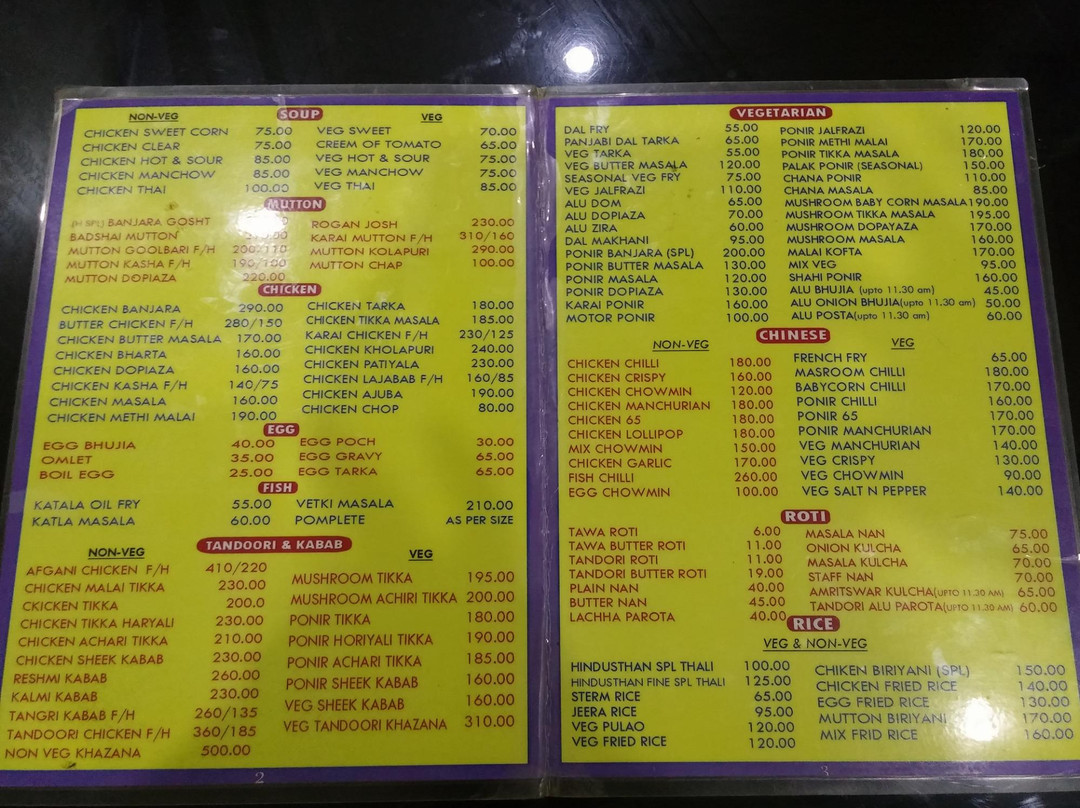 SOUP
NON-VEG
CHICKEN SWEET CORN 75.00
CHICKEN CLEAR 75.00
CHICKEN HOT & SOUR 85.00
CHICKEN MANCHOW 85.00
CHICKEN THAI 100.00
VEG
VEG SWEET 70.00
CREEM OF TOMATO 65.00
VEG HOT & SOUR 75.00
VEG MANCHOW 75.00
VEG THAI 85.00
MUTTON
(H SPL) BANJARA GOSHT
BADSHAI MUTTON
MUTTON GOOLBARI F/H 200/110
MUTTON KASHA F/H 190/100
MUTTON DOPIAZA 220.00
ROGAN JOSH 230.00
KARAI MUTTON F/H 310/160
MUTTON KOLAPURI 290.00
MUTTON CHAP 100.00
CHICKEN
CHICKEN BANJARA 290.00
BUTTER CHICKEN F/H 280/150
CHICKEN BUTTER MASALA 170.00
CHICKEN BHARTA 160.00
CHICKEN DOPIAZA 160.00
CHICKEN KASHA F/H 140/75
CHICKEN MASALA 160.00
CHICKEN METHI MALAI 190.00
CHICKEN TARKA 180.00
CHICKEN TIKKA MASALA 185.00
KARAI CHICKEN F/H 230/125
CHICKEN KHOLAPURI 240.00
CHICKEN PATIYALA 230.00
CHICKEN LAJABAB F/H 160/85
CHICKEN AJUBA 190.00
CHICKEN CHOP 80.00
EGG
EGG BHUJIA 40.00
OMLET 35.00
BOIL EGG 25.00
EGG POCH 30.00
EGG GRAVY 65.00
EGG TARKA 65.00
FISH
KATALA OIL FRY 55.00
KATLA MASALA 60.00
VETKI MASALA 210.00
POMPLETE AS PER SIZE
TANDOORI & KABAB
NON-VEG
AFGANI CHICKEN F/H 410/220
CHICKEN MALAI TIKKA 230.00
CKICKEN TIKKA 200.0
CHICKEN TIKKA HARYALI 230.00
CHICKEN ACHARI TIKKA 210.00
CHICKEN SHEEK KABAB 230.00
RESHMI KABAB 260.00
KALMI KABAB 230.00
TANGRI KABAB F/H 260/135
TANDOORI CHICKEN F/H 360/185
NON VEG KHAZANA 500.00
VEG
MUSHROOM TIKKA 195.00
MUSHROOM ACHIRI TIKKA 200.00
PONIR TIKKA 180.00
PONIR HORIYALI TIKKA 190.00
PONIR ACHARI TIKKA 185.00
PONIR SHEEK KABAB 160.00
VEG SHEEK KABAB 160.00
VEG TANDOORI KHAZANA 310.00
2
VEGETARIAN
DAL FRY 55.00
PANJABI DAL TARKA 65.00
VEG TARKA 55.00
VEG BUTTER MASALA 120.00
SEASONAL VEG FRY 75.00
VEG JALFRAZI 110.00
ALU DOM 65.00
ALU DOPIAZA 70.00
ALU ZIRA 60.00
DAL MAKHANI 95.00
PONIR BANJARA (SPL) 200.00
PONIR BUTTER MASALA 130.00
PONIR MASALA 120.00
PONIR DOPIAZA 130.00
KARAI PONIR 160.00
MOTOR PONIR 100.00
PONIR JALFRAZI 120.00
PONIR METHI MALAI 170.00
PONIR TIKKA MASALA 180.00
PALAK PONIR (SEASONAL) 150.00
CHANA PONIR 110.00
CHANA MASALA 85.00
MUSHROOM BABY CORN MASALA 190.00
MUSHROOM TIKKA MASALA 195.00
MUSHROOM DOPAYAZA 170.00
MUSHROOM MASALA 160.00
MALAI KOFTA 170.00
MIX VEG 95.00
SHAHI PONIR 160.00
ALU BHUJIA (upto 11.30 am) 45.00
ALU ONION BHUJIA(upto 11.30 am) 50.00
ALU POSTA(upto 11.30 am) 60.00
CHINESE
NON-VEG
CHICKEN CHILLI 180.00
CHICKEN CRISPY 160.00
CHICKEN CHOWMIN 120.00
CHICKEN MANCHURIAN 180.00
CHICKEN 65 180.00
CHICKEN LOLLIPOP 180.00
MIX CHOWMIN 150.00
CHICKEN GARLIC 170.00
FISH CHILLI 260.00
EGG CHOWMIN 100.00
VEG
FRENCH FRY 65.00
MASROOM CHILLI 180.00
BABYCORN CHILLI 170.00
PONIR CHILLI 160.00
PONIR 65 170.00
PONIR MANCHURIAN 170.00
VEG MANCHURIAN 140.00
VEG CRISPY 130.00
VEG CHOWMIN 90.00
VEG SALT N PEPPER 140.00
ROTI
TAWA ROTI 6.00
TAWA BUTTER ROTI 11.00
TANDORI ROTI 11.00
TANDORI BUTTER ROTI 19.00
PLAIN NAN 40.00
BUTTER NAN 45.00
LACHHA PAROTA 40.00
MASALA NAN 75.00
ONION KULCHA 65.00
MASALA KULCHA 70.00
STAFF NAN 70.00
AMRITSWAR KULCHA(UPTO 11.30 AM) 65.00
TANDORI ALU PAROTA(UPTO 11.30 AM) 60.00
RICE
VEG & NON-VEG
HINDUSTHAN SPL THALI 100.00
HINDUSTHAN FINE SPL THALI 125.00
STERM RICE 65.00
JEERA RICE 95.00
VEG PULAO 120.00
VEG FRIED RICE 120.00
CHIKEN BIRIYANI (SPL) 150.00
CHICKEN FRIED RICE 140.00
EGG FRIED RICE 130.00
MUTTON BIRIYANI 170.00
MIX FRID RICE 160.00
3